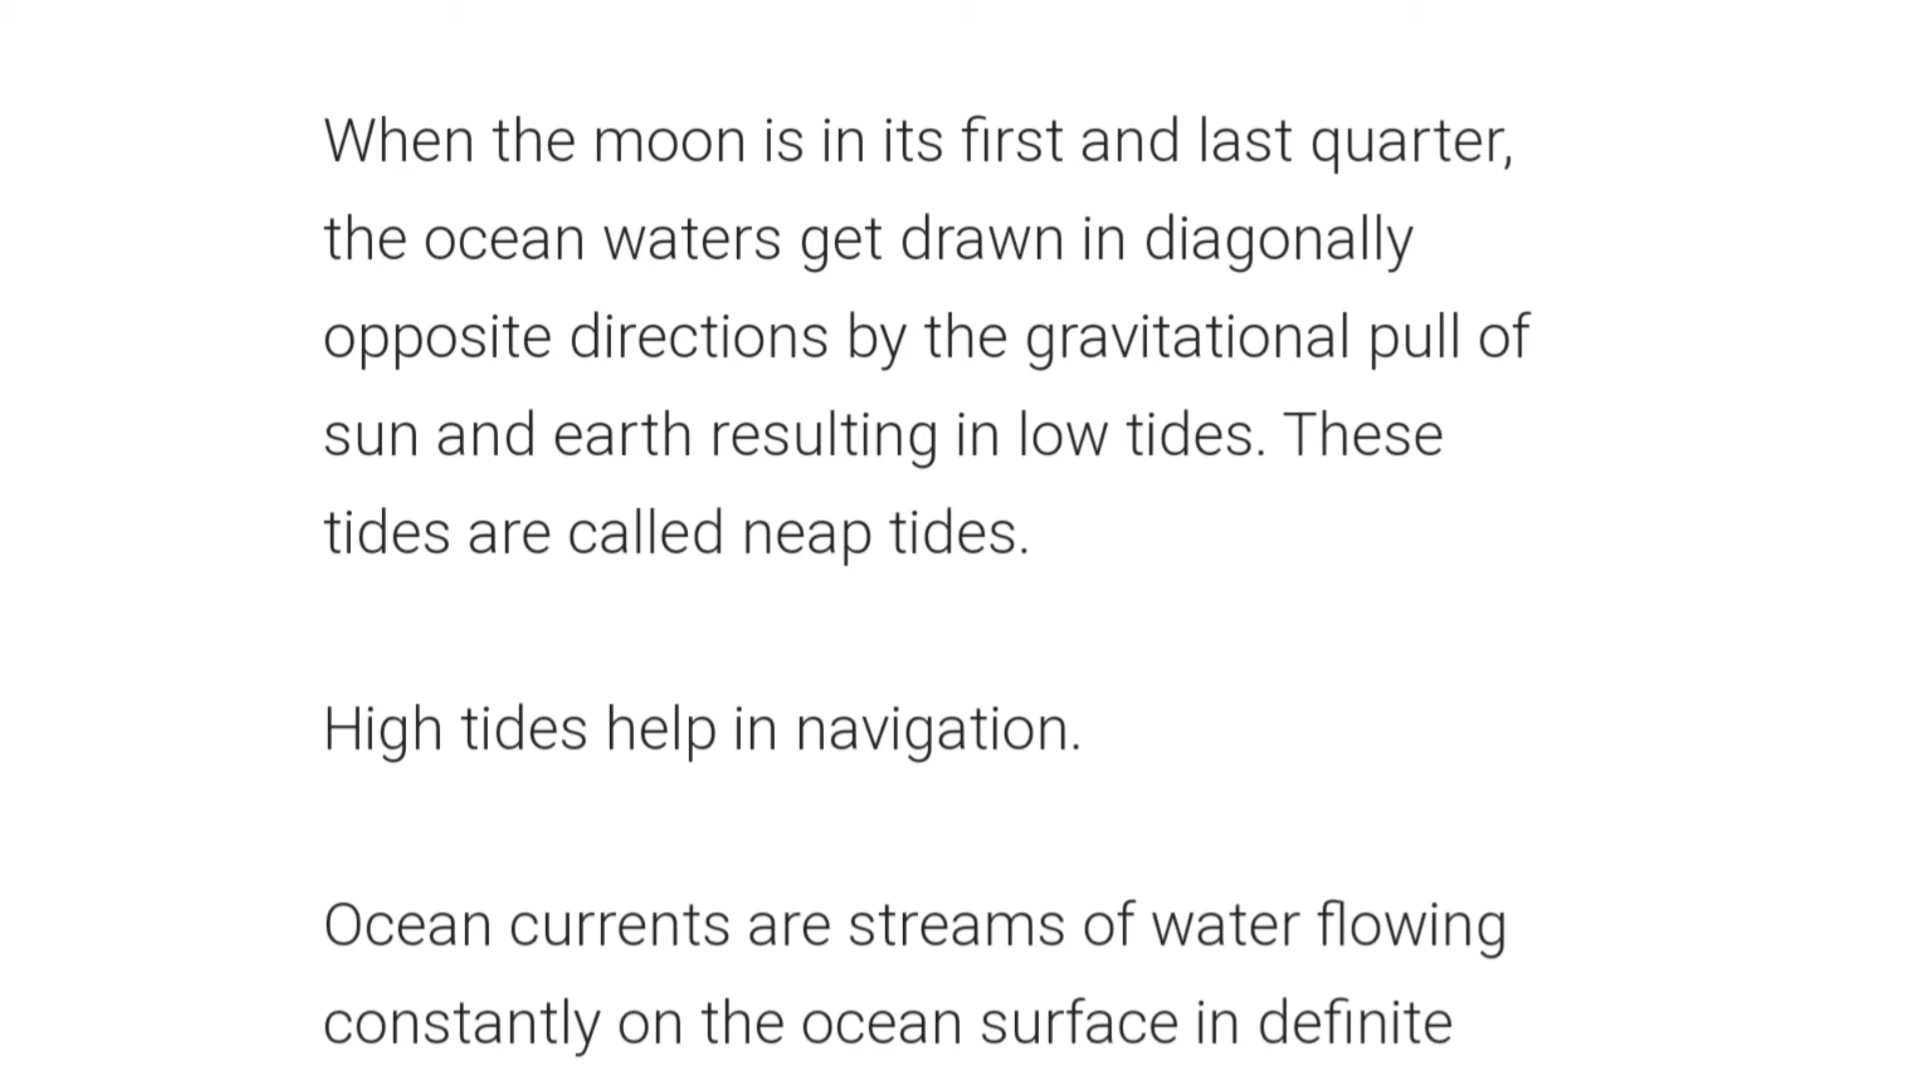 When the moon is in its first and last quarter,
the ocean waters get drawn in diagonally
opposite directions by the gravitational pull of
sun and earth resulting in low tides. These
tides are called neap tides.
High tides help in navigation.
Ocean currents are streams of water flowing
constantly on the ocean surface in definite